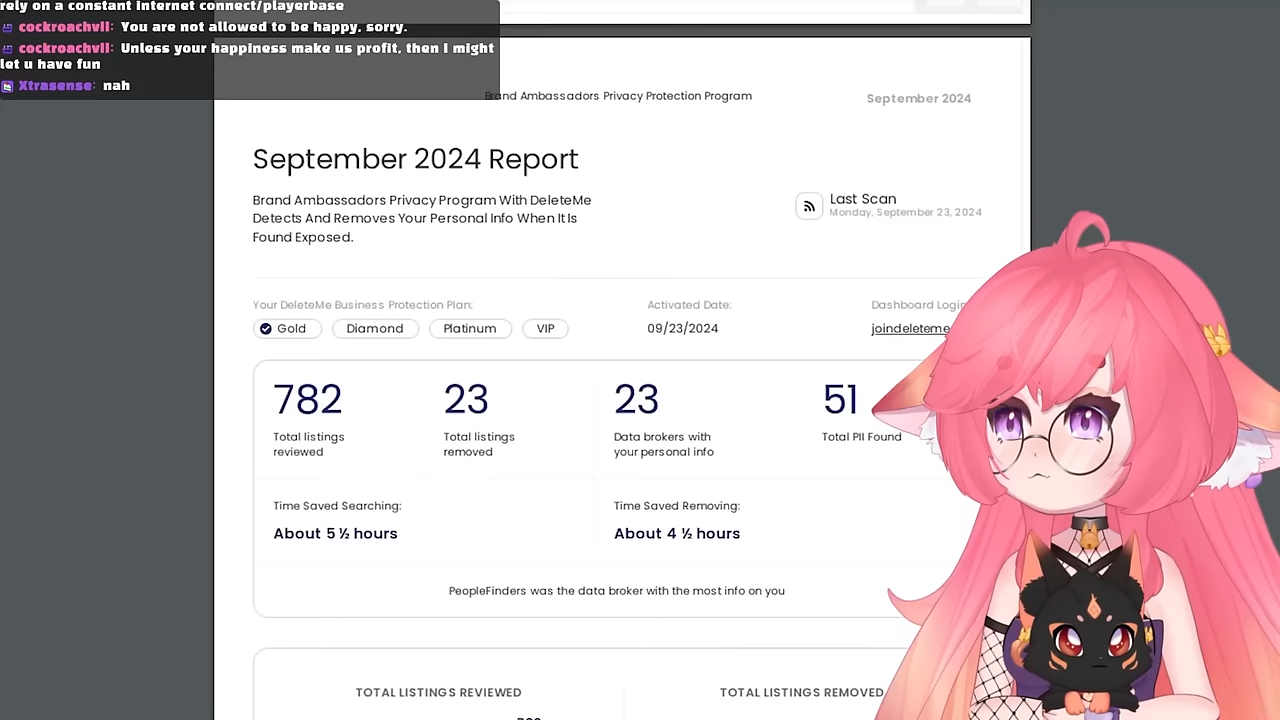 rely on a constant internet connect/playerbase
cockroachvii: You are not allowed to be happy, sorry.
cockroachvii: Unless your happiness make us profit, then I might
let u have fun
Xtrasense: nah
Brand Ambassadors Privacy Protection Program
September 2024
September 2024 Report
Brand Ambassadors Privacy Program With DeleteMe
Detects And Removes Your Personal Info When It Is
Found Exposed.
Last Scan
Monday, September 23, 2024
Your DeleteMe Business Protection Plan:
Activated Date:
Dashboard Login
Gold
Diamond
Platinum
VIP
09/23/2024
joindeleteme
782
23
23
51
Total listings
reviewed
Total listings
removed
Data brokers with
your personal info
Total PII Found
Time Saved Searching:
Time Saved Removing:
About 5 ½ hours
About 4 ½ hours
PeopleFinders was the data broker with the most info on you
TOTAL LISTINGS REVIEWED
TOTAL LISTINGS REMOVED